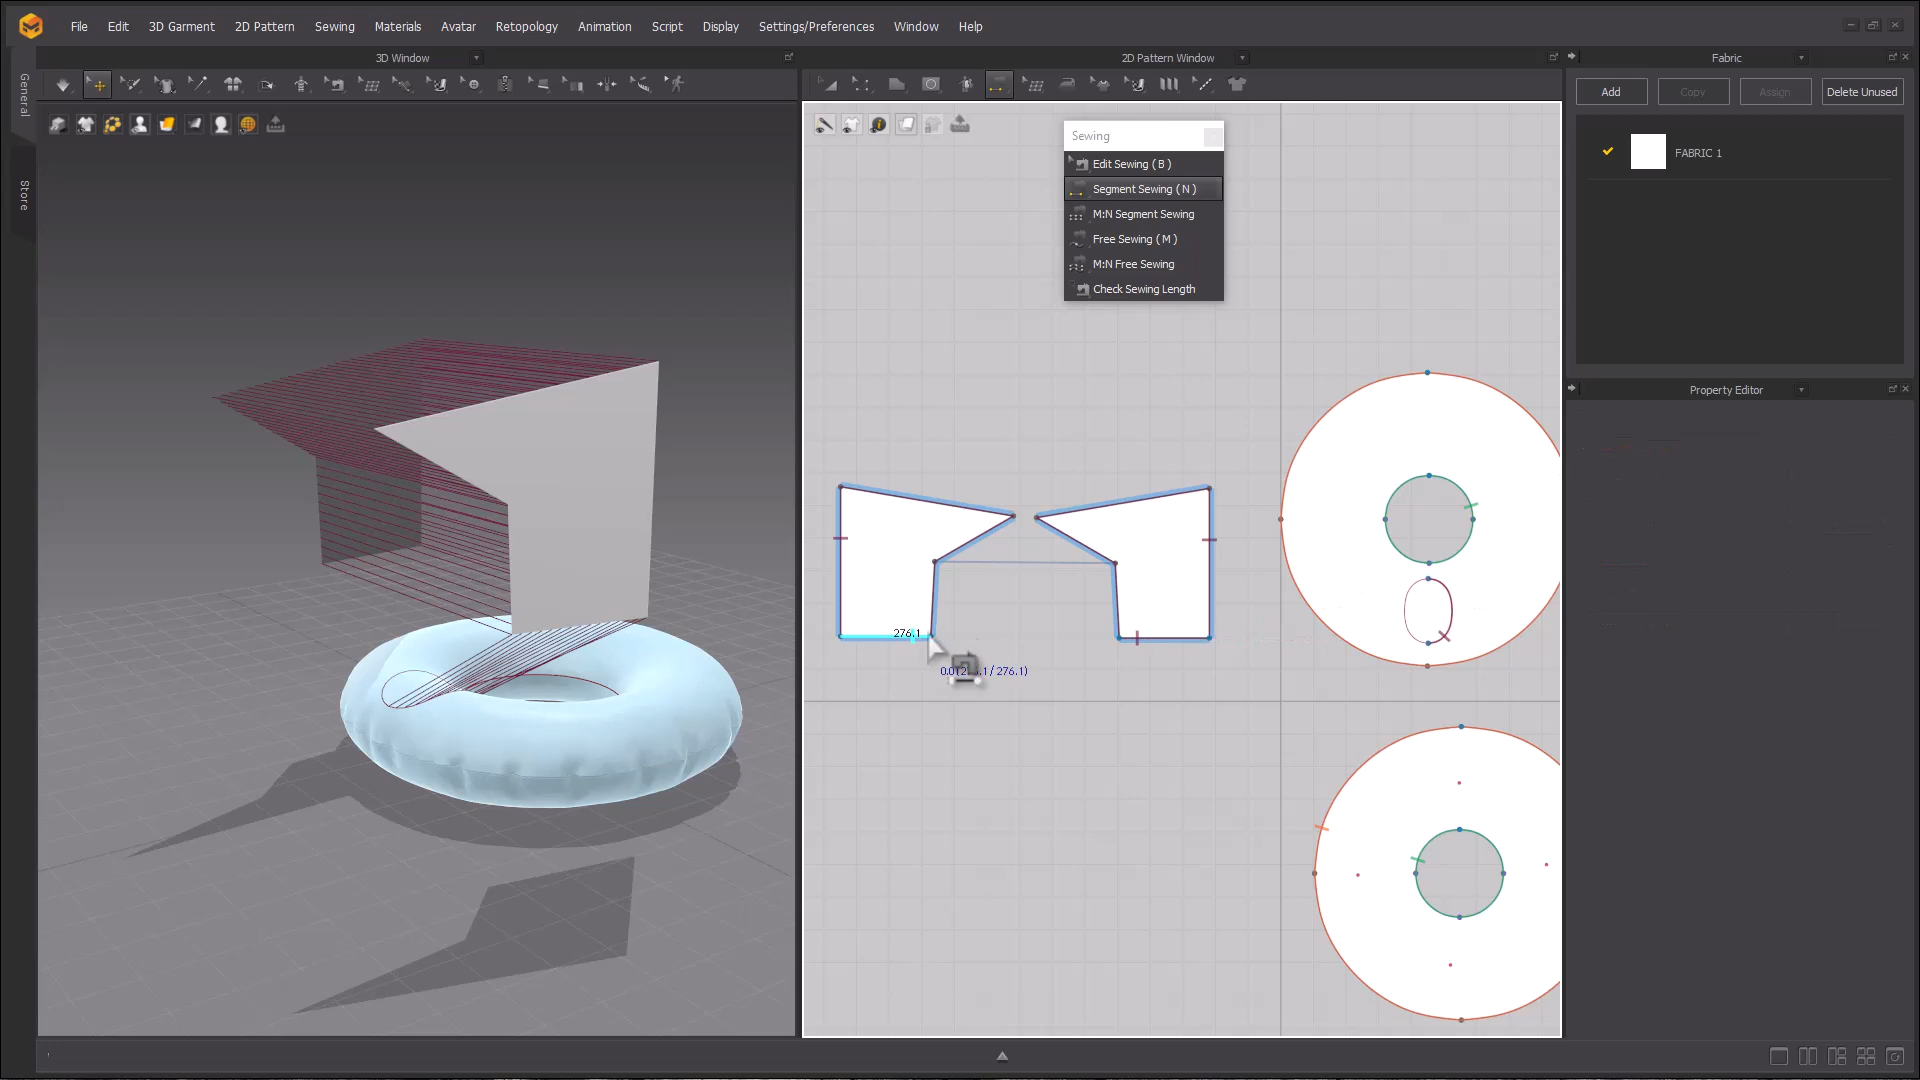 File Edit 3D Garment 2D Pattern Sewing Materials Avatar Retopology Animation Script Display Settings/Preferences Window Help
General
Store
3D Window
2D Pattern Window
Fabric
Add
Copy
Assign
Delete Unused
FABRIC 1
Property Editor
Sewing
Edit Sewing ( B )
Segment Sewing ( N )
M:N Segment Sewing
Free Sewing ( M )
M:N Free Sewing
Check Sewing Length
276.1
/ 276.1)